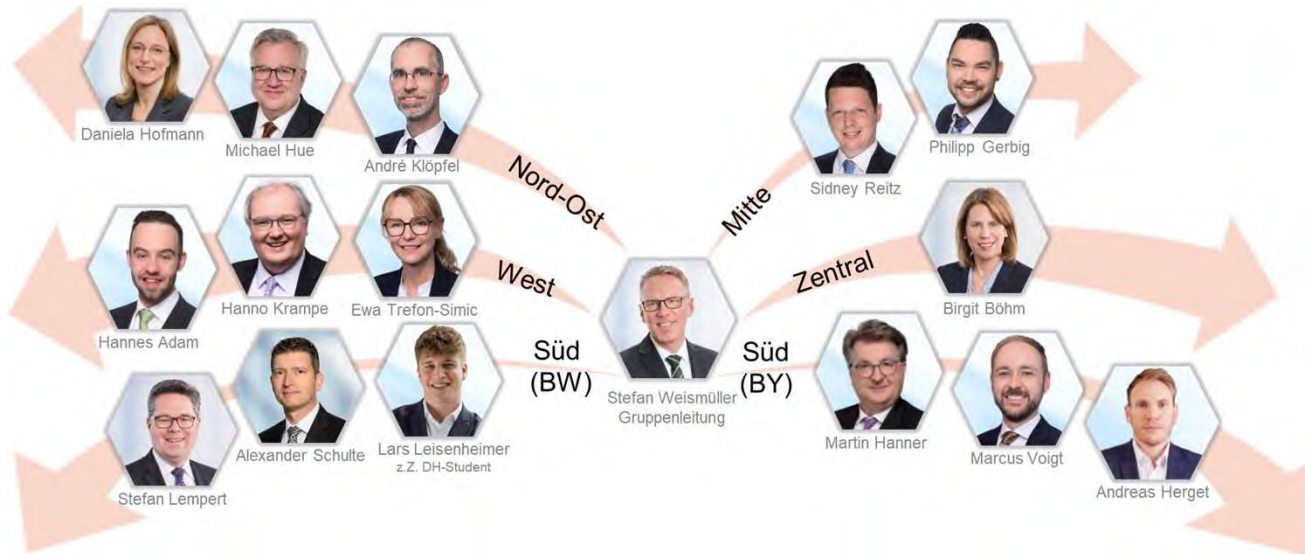 Daniela Hofmann
Michael Hue
André Klöpfel
Nord-Ost
Mitte
Sidney Reitz
Philipp Gerbig
Hannes Adam
Hanno Krampe
Ewa Trefon-Simic
West
Zentral
Birgit Böhm
Stefan Lempert
Alexander Schulte
Lars Leisenheimer
z.Z. DH-Student
Süd
(BW)
Stefan Weismüller
Gruppenleitung
Süd
(BY)
Martin Hanner
Marcus Voigt
Andreas Herget